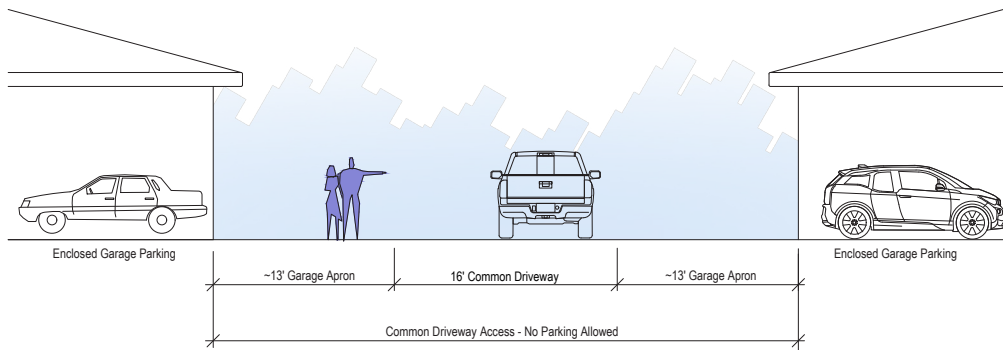 Enclosed Garage Parking
Enclosed Garage Parking
~13' Garage Apron
16' Common Driveway
~13' Garage Apron
Common Driveway Access - No Parking Allowed